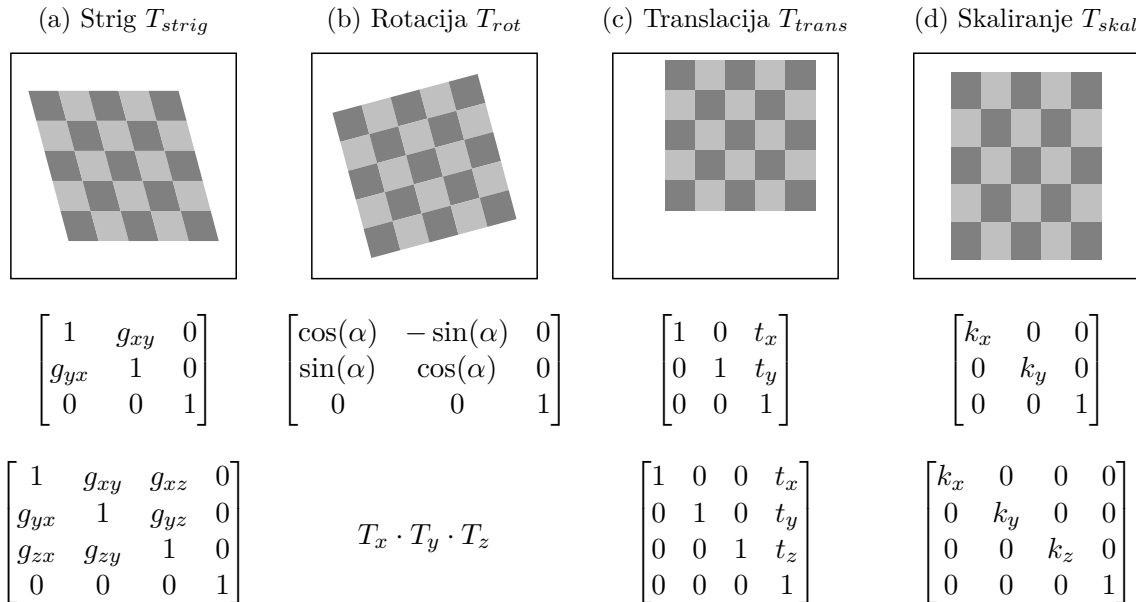 (a) Strig T_{strig} (b) Rotacija T_{rot} (c) Translacija T_{trans} (d) Skaliranje T_{skal}
1 g_{xy} 0 cos(α) − sin(α) 0 1 0 t_x k_x 0 0
g_{yx} 1 0 sin(α) cos(α) 0 0 1 t_y 0 k_y 0
0 0 1 0 0 1 0 0 1 0 0 1
1 g_{xy} g_{xz} 0 1 0 0 t_x k_x 0 0 0
g_{yx} 1 g_{yz} 0 0 1 0 t_y 0 k_y 0 0
T_x · T_y · T_z
g_{zx} g_{zy} 1 0 0 0 1 t_z 0 0 k_z 0
0 0 0 1 0 0 0 1 0 0 0 1